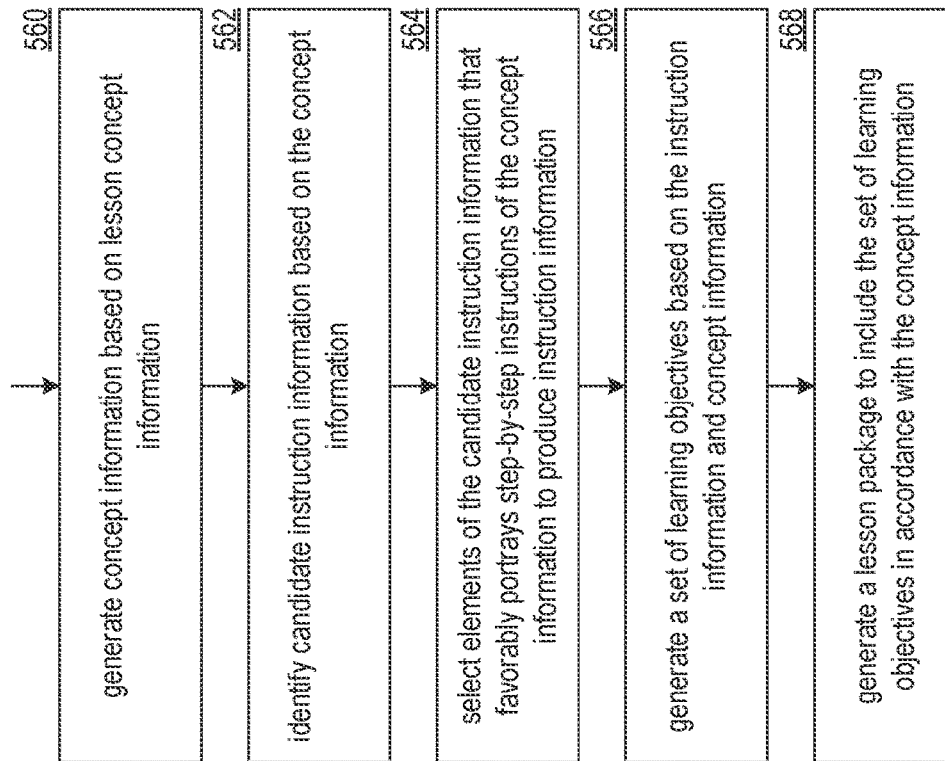 560
generate concept information based on lesson concept
information
562
identify candidate instruction information based on the concept
information
564
select elements of the candidate instruction information that
favorably portrays step-by-step instructions of the concept
information to produce instruction information
566
generate a set of learning objectives based on the instruction
information and concept information
568
generate a lesson package to include the set of learning
objectives in accordance with the concept information